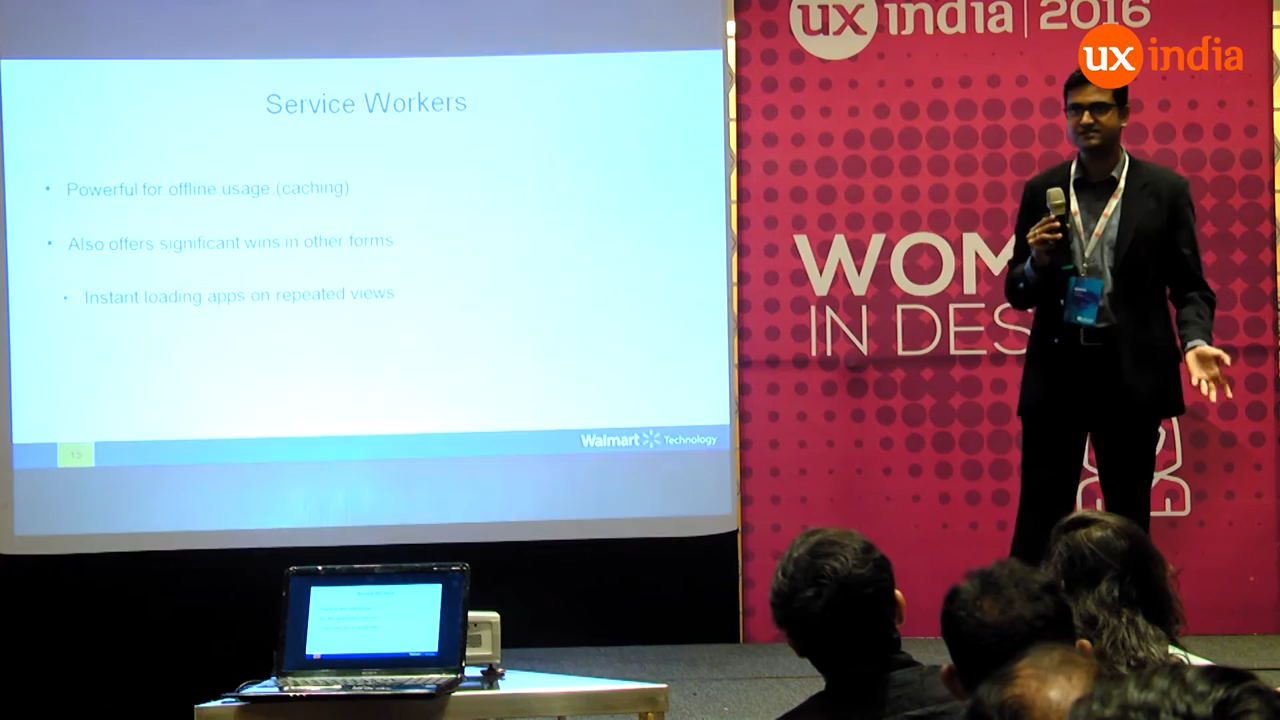 Service Workers
• Powerful for offline usage (caching)
• Also offers significant wins in other forms
• Instant loading apps on repeated views
13
Walmart Technology
ux india | 2016
ux india
WOM
IN DES